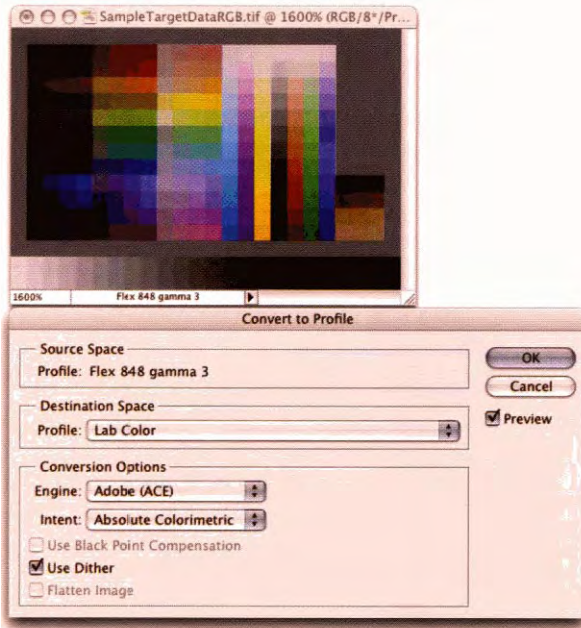 SampleTargetDataRGB.tif @ 1600% (RGB/8*/Pr...
1600% Flex 848 gamma 3
Convert to Profile
Source Space
Profile: Flex 848 gamma 3
OK
Cancel
Preview
Destination Space
Profile: Lab Color
Conversion Options
Engine: Adobe (ACE)
Intent: Absolute Colorimetric
Use Black Point Compensation
Use Dither
Flatten Image